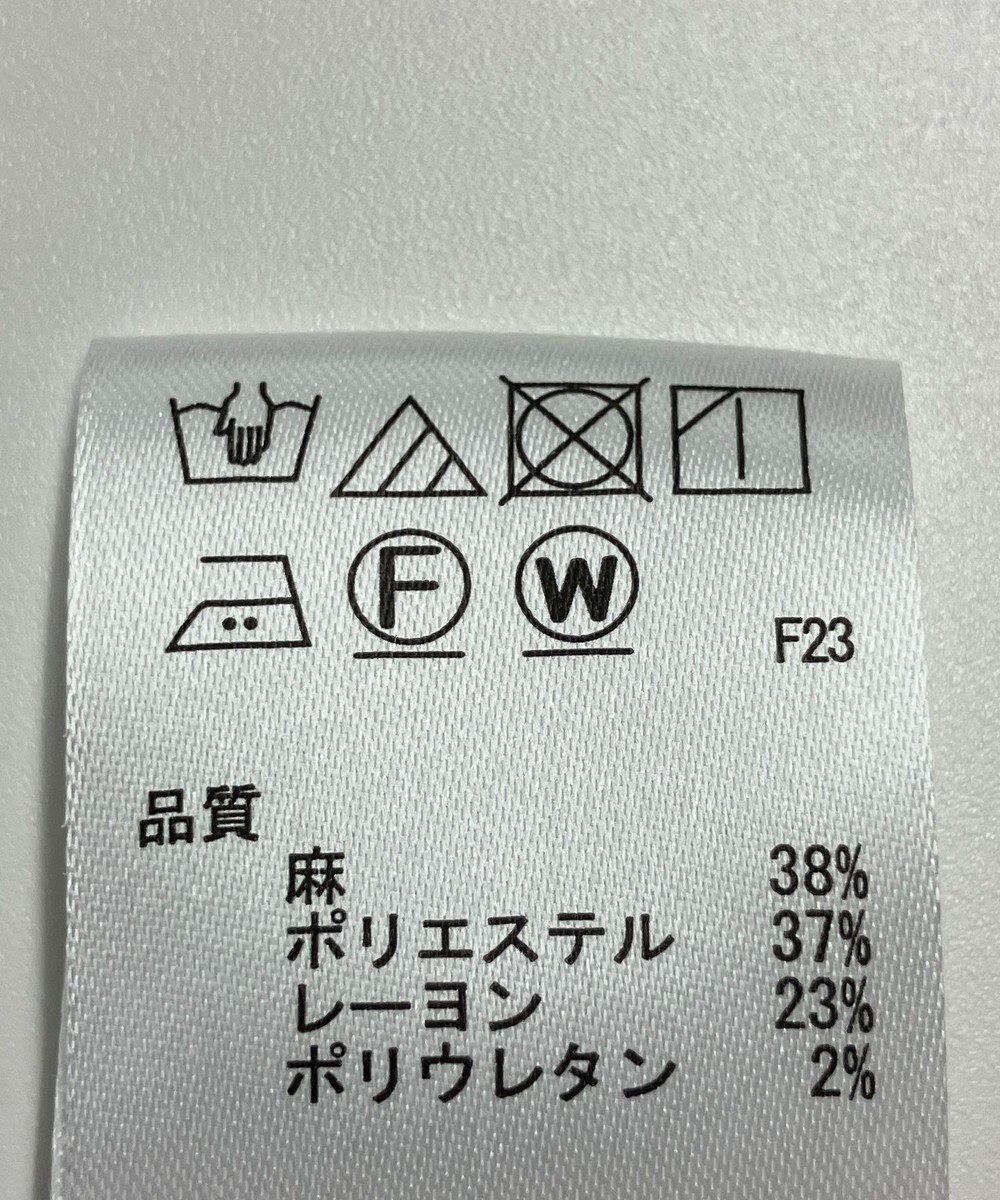 F W F23
品質
麻 38%
ポリエステル 37%
レーヨン 23%
ポリウレタン 2%